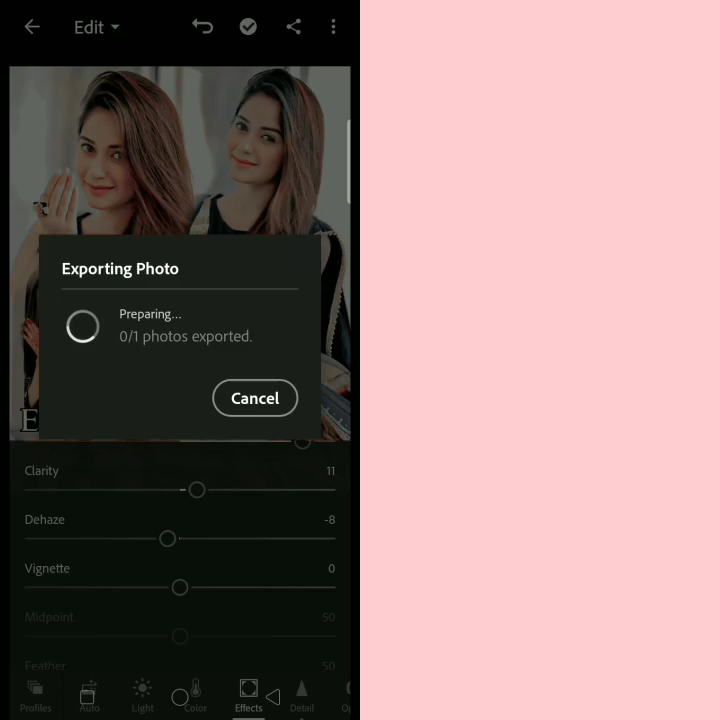 Edit
Exporting Photo
Preparing...
0/1 photos exported.
Cancel
E
Clarity 11
Dehaze -8
Vignette 0
Midpoint 50
Feather 50
Profiles Auto Light Color Effects Detail Op